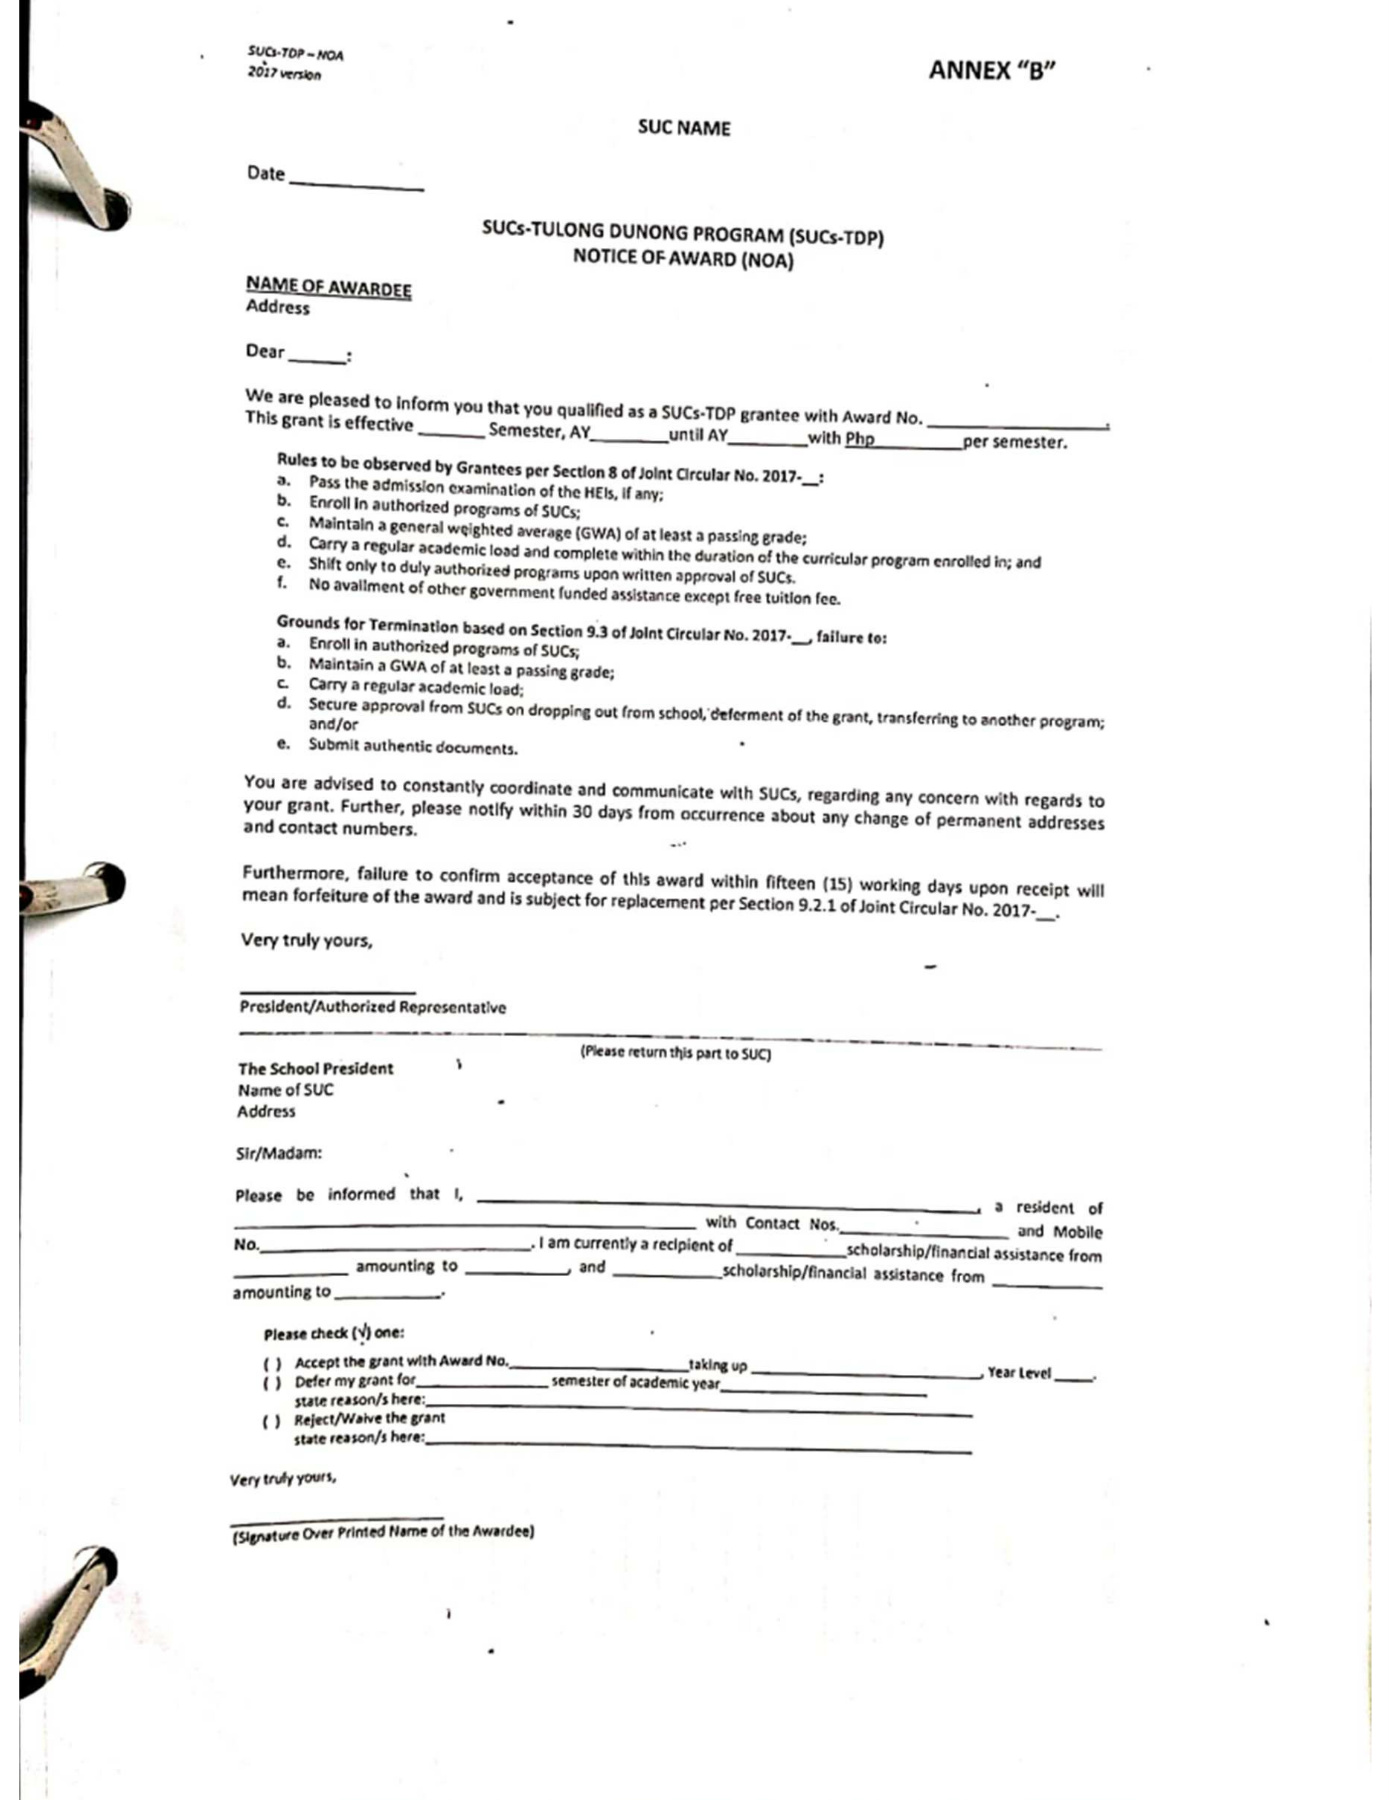 SUCs-TDP – NOA
2017 version
ANNEX "B"
SUC NAME
Date ______________
SUCs-TULONG DUNONG PROGRAM (SUCs-TDP)
NOTICE OF AWARD (NOA)
NAME OF AWARDEE
Address
Dear ______:
We are pleased to inform you that you qualified as a SUCs-TDP grantee with Award No. ___________________.
This grant is effective _______ Semester, AY________until AY________with Php_________per semester.
Rules to be observed by Grantees per Section 8 of Joint Circular No. 2017-__:
a. Pass the admission examination of the HEIs, if any;
b. Enroll in authorized programs of SUCs;
c. Maintain a general weighted average (GWA) of at least a passing grade;
d. Carry a regular academic load and complete within the duration of the curricular program enrolled in; and
e. Shift only to duly authorized programs upon written approval of SUCs.
f. No availment of other government funded assistance except free tuition fee.
Grounds for Termination based on Section 9.3 of Joint Circular No. 2017-__, failure to:
a. Enroll in authorized programs of SUCs;
b. Maintain a GWA of at least a passing grade;
c. Carry a regular academic load;
d. Secure approval from SUCs on dropping out from school, deferment of the grant, transferring to another program;
and/or
e. Submit authentic documents.
You are advised to constantly coordinate and communicate with SUCs, regarding any concern with regards to
your grant. Further, please notify within 30 days from occurrence about any change of permanent addresses
and contact numbers.
Furthermore, failure to confirm acceptance of this award within fifteen (15) working days upon receipt will
mean forfeiture of the award and is subject for replacement per Section 9.2.1 of Joint Circular No. 2017-__.
Very truly yours,
President/Authorized Representative
(Please return this part to SUC)
The School President
Name of SUC
Address
Sir/Madam:
Please be informed that I, ______________________________, a resident of
______________________________ with Contact Nos.______________ and Mobile
No.______________________. I am currently a recipient of __________scholarship/financial assistance from
__________ amounting to __________, and __________scholarship/financial assistance from __________
amounting to __________.
Please check (√) one:
( ) Accept the grant with Award No.________________taking up ____________________, Year Level ____.
( ) Defer my grant for____________ semester of academic year__________________
state reason/s here:______________________________
( ) Reject/Waive the grant
state reason/s here:______________________________
Very truly yours,
(Signature Over Printed Name of the Awardee)